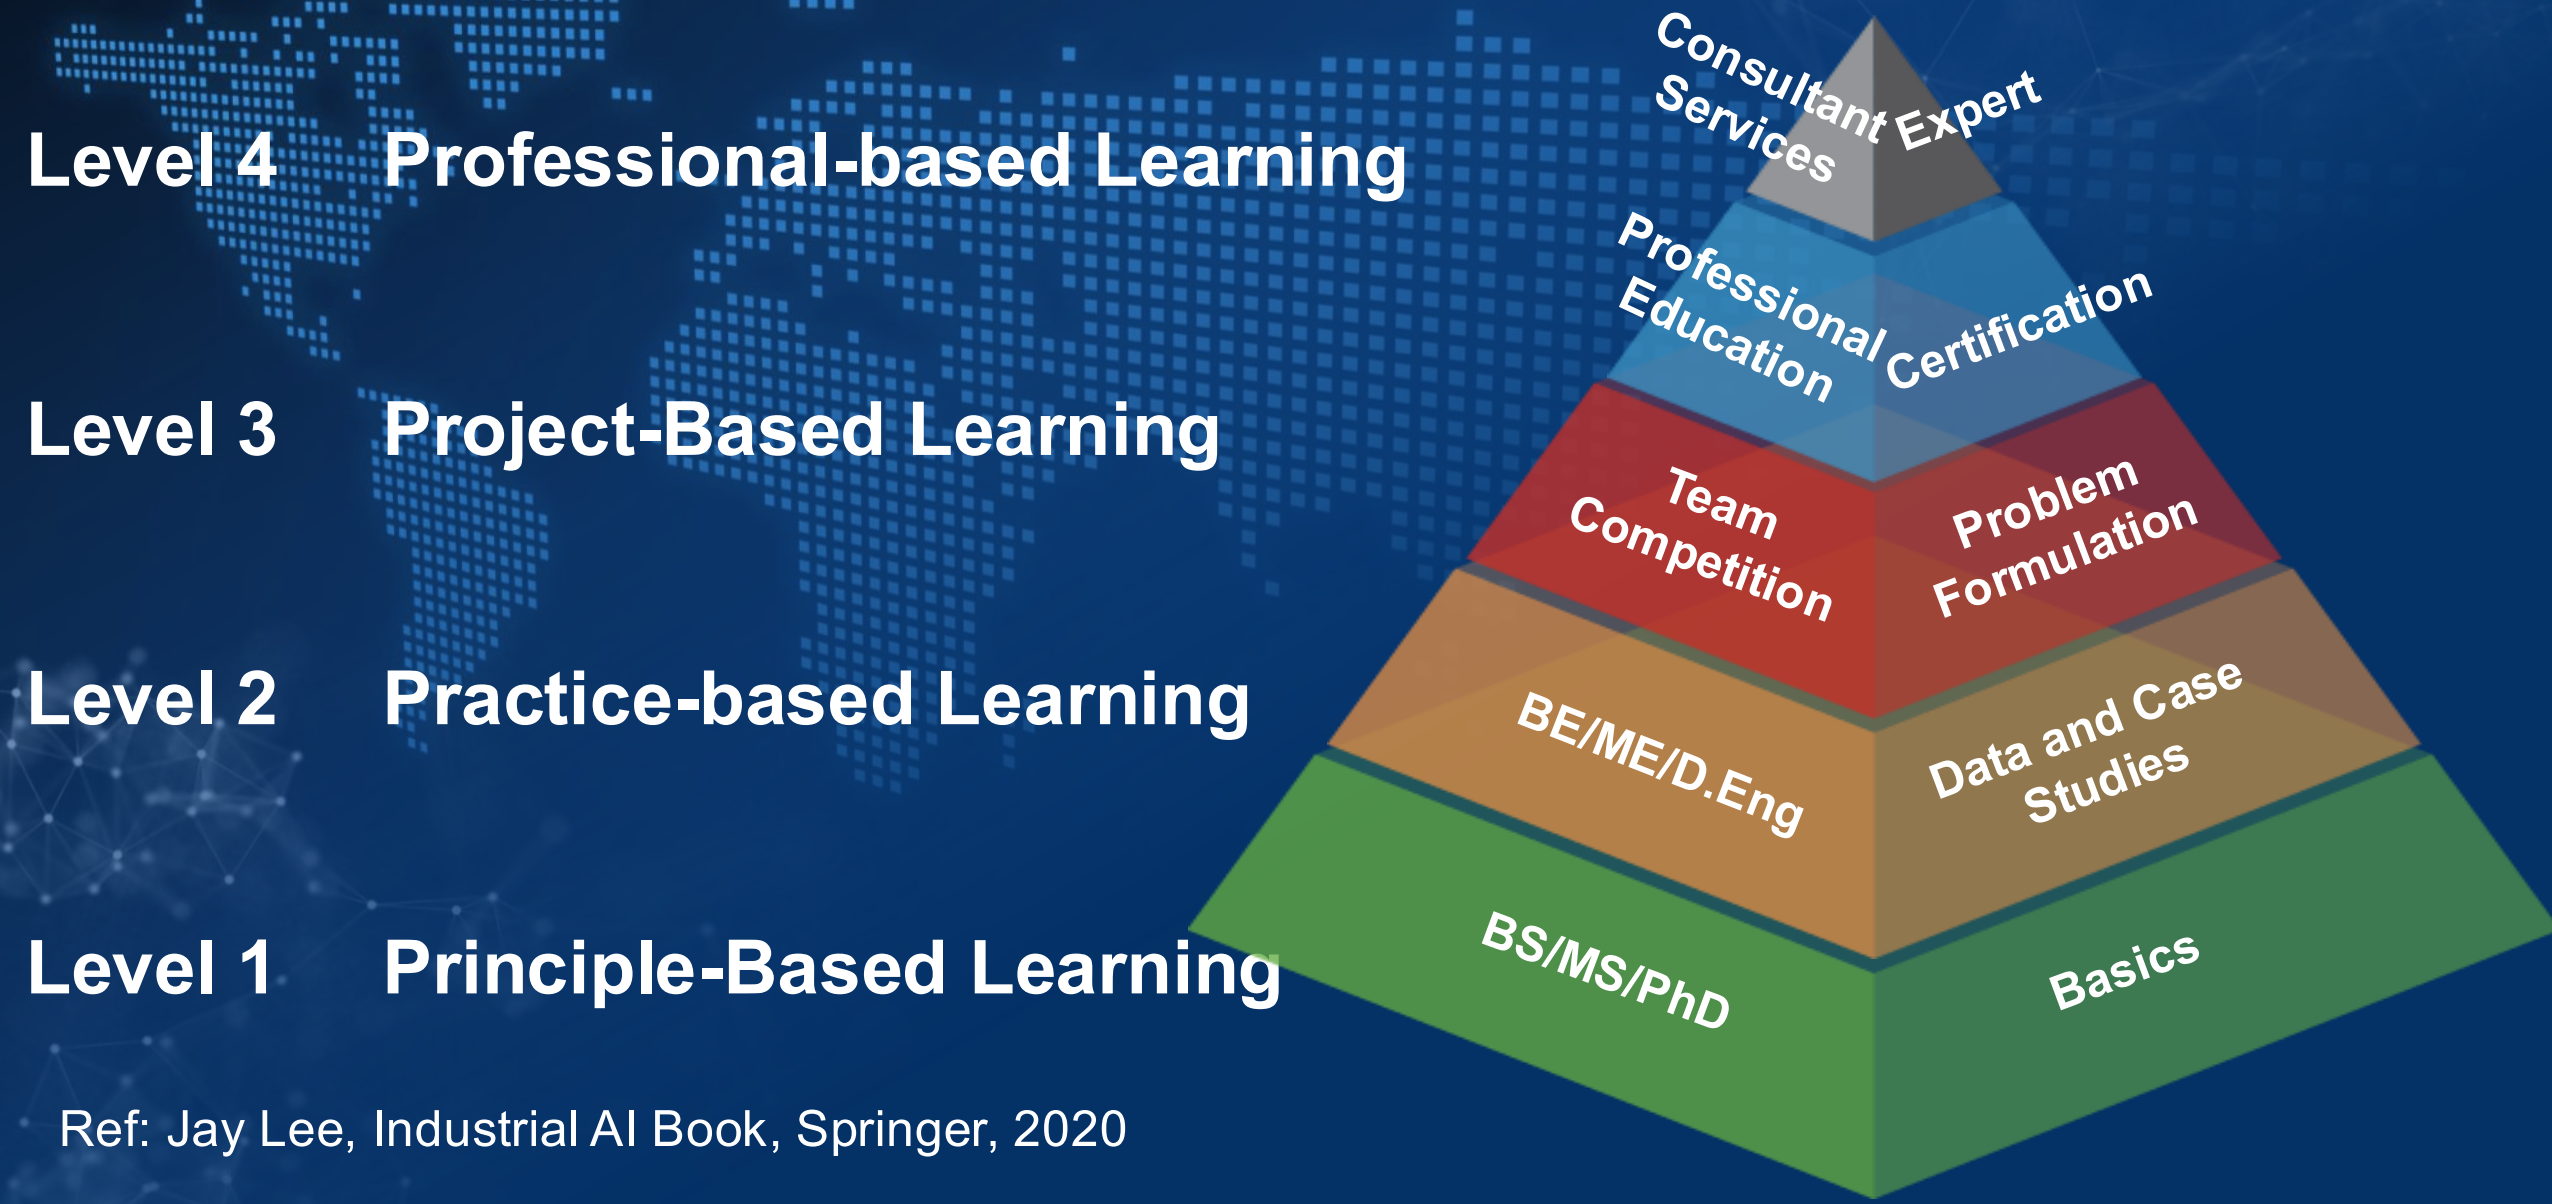 Level 4 Professional-based Learning
Level 3 Project-Based Learning
Level 2 Practice-based Learning
Level 1 Principle-Based Learning
Ref: Jay Lee, Industrial AI Book, Springer, 2020
Consultant
Services
Expert
Professional
Education
Certification
Team
Competition
Problem
Formulation
BE/ME/D.Eng
Data and Case
Studies
BS/MS/PhD
Basics